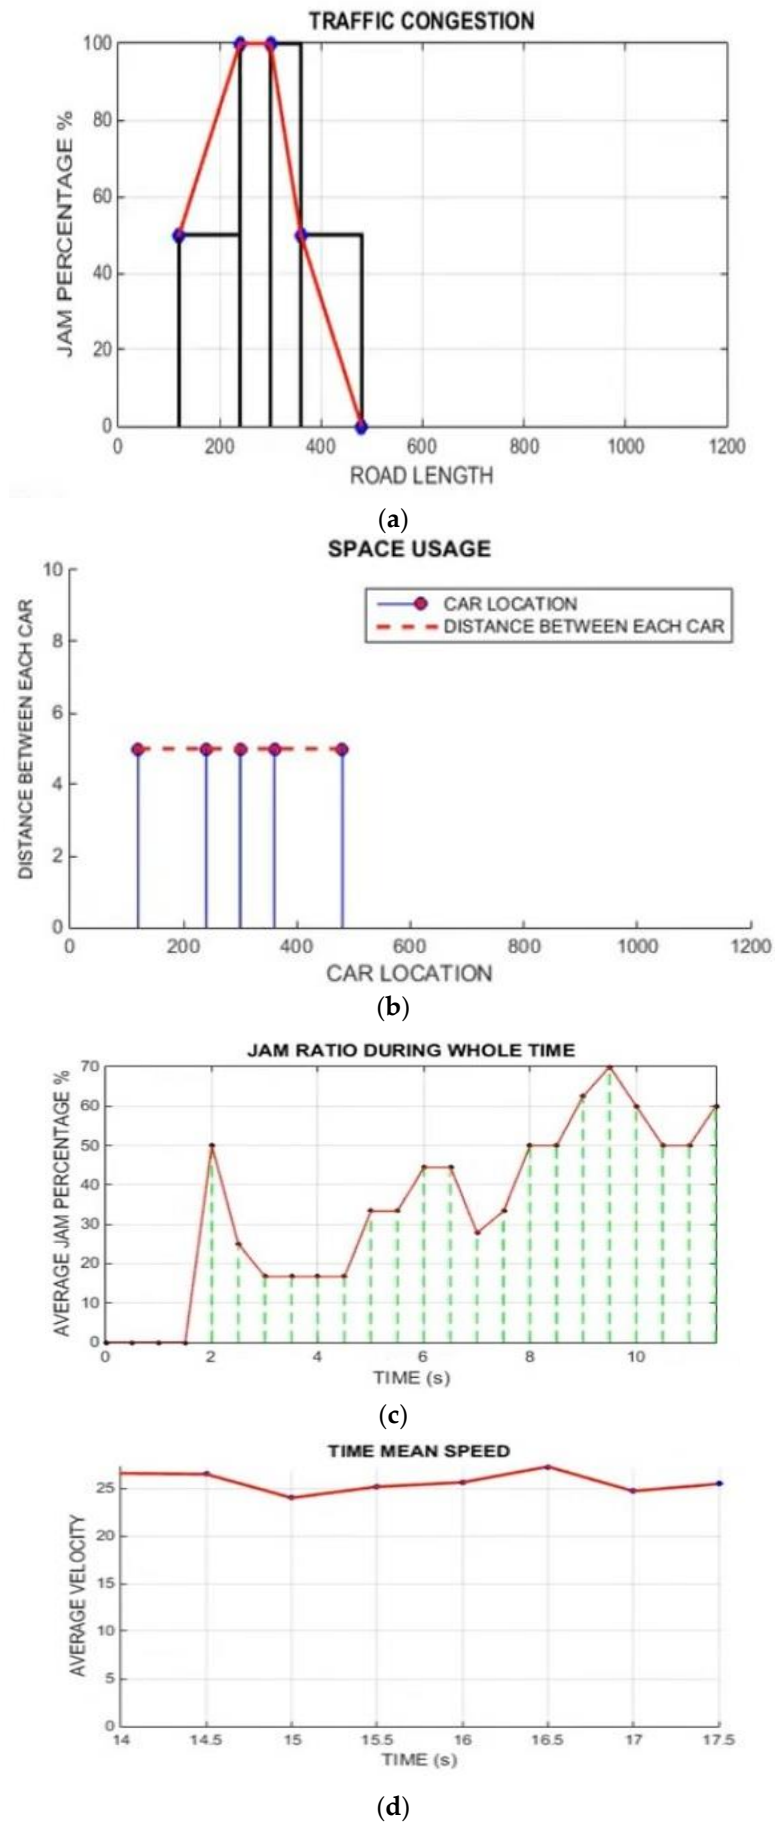 TRAFFIC CONGESTION
JAM PERCENTAGE %
100
80
60
40
20
0
0 200 400 600 800 1000 1200
ROAD LENGTH
(a)
SPACE USAGE
DISTANCE BETWEEN EACH CAR
10
8
6
4
2
0
CAR LOCATION
DISTANCE BETWEEN EACH CAR
0 200 400 600 800 1000 1200
CAR LOCATION
(b)
JAM RATIO DURING WHOLE TIME
AVERAGE JAM PERCENTAGE %
70
60
50
40
30
20
10
0
0 2 4 6 8 10
TIME (s)
(c)
TIME MEAN SPEED
AVERAGE VELOCITY
25
20
15
10
5
0
14 14.5 15 15.5 16 16.5 17 17.5
TIME (s)
(d)